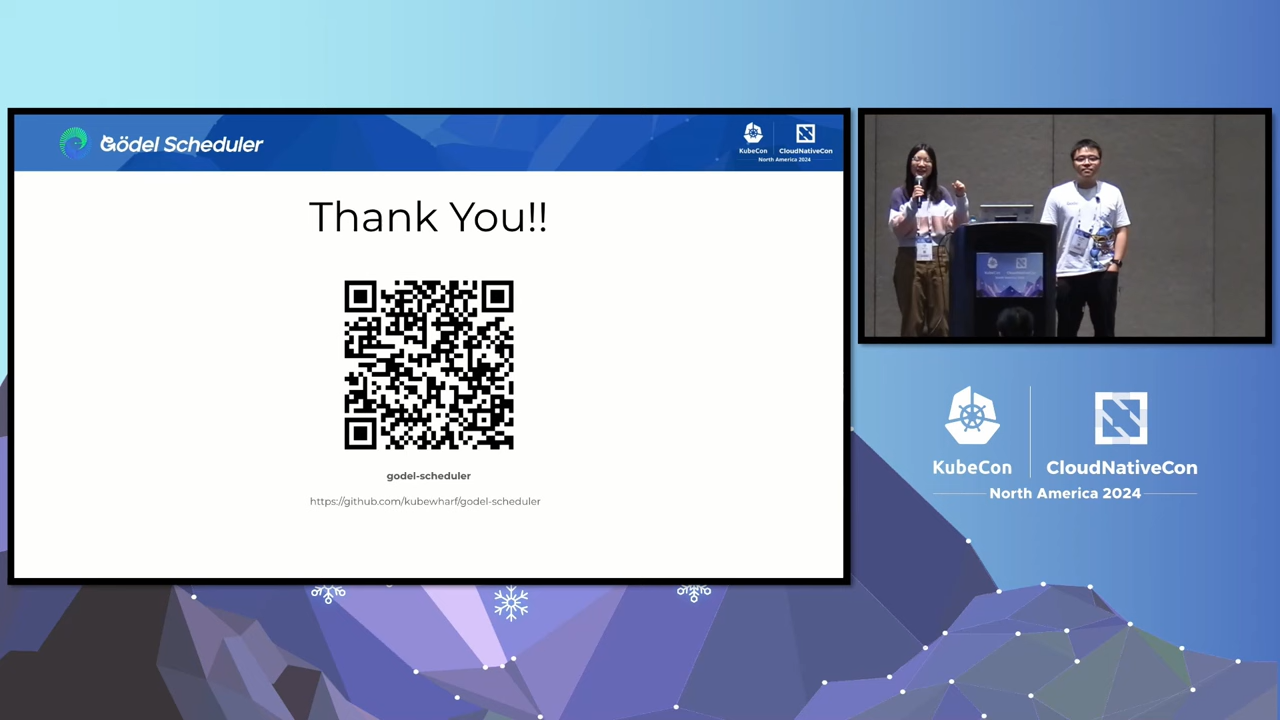 Gödel Scheduler
KubeCon
CloudNativeCon
North America 2024
Thank You!!
godel-scheduler
https://github.com/kubewharf/godel-scheduler
KubeCon
CloudNativeCon
North America 2024